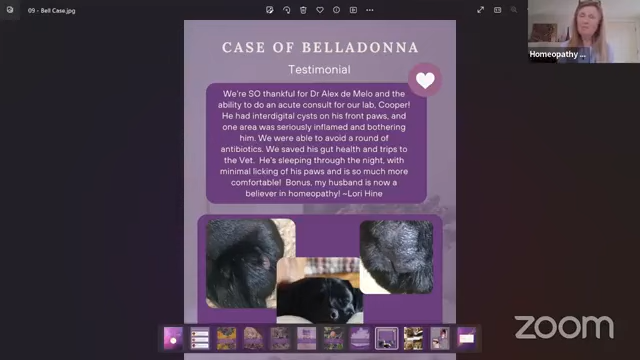 09 - Bell Case.jpg
Homeopathy ...
CASE OF BELLADONNA
Testimonial
We're SO thankful for Dr Alex de Melo and the
ability to do an acute consult for our lab, Cooper!
He had interdigital cysts on his front paws, and
one area was seriously inflamed and bothering
him. We were able to avoid a round of
antibiotics. We saved his gut health and trips to
the Vet. He's sleeping through the night, with
minimal licking of his paws and is so much more
comfortable! Bonus, my husband is now a
believer in homeopathy! ~Lori Hine
zoom